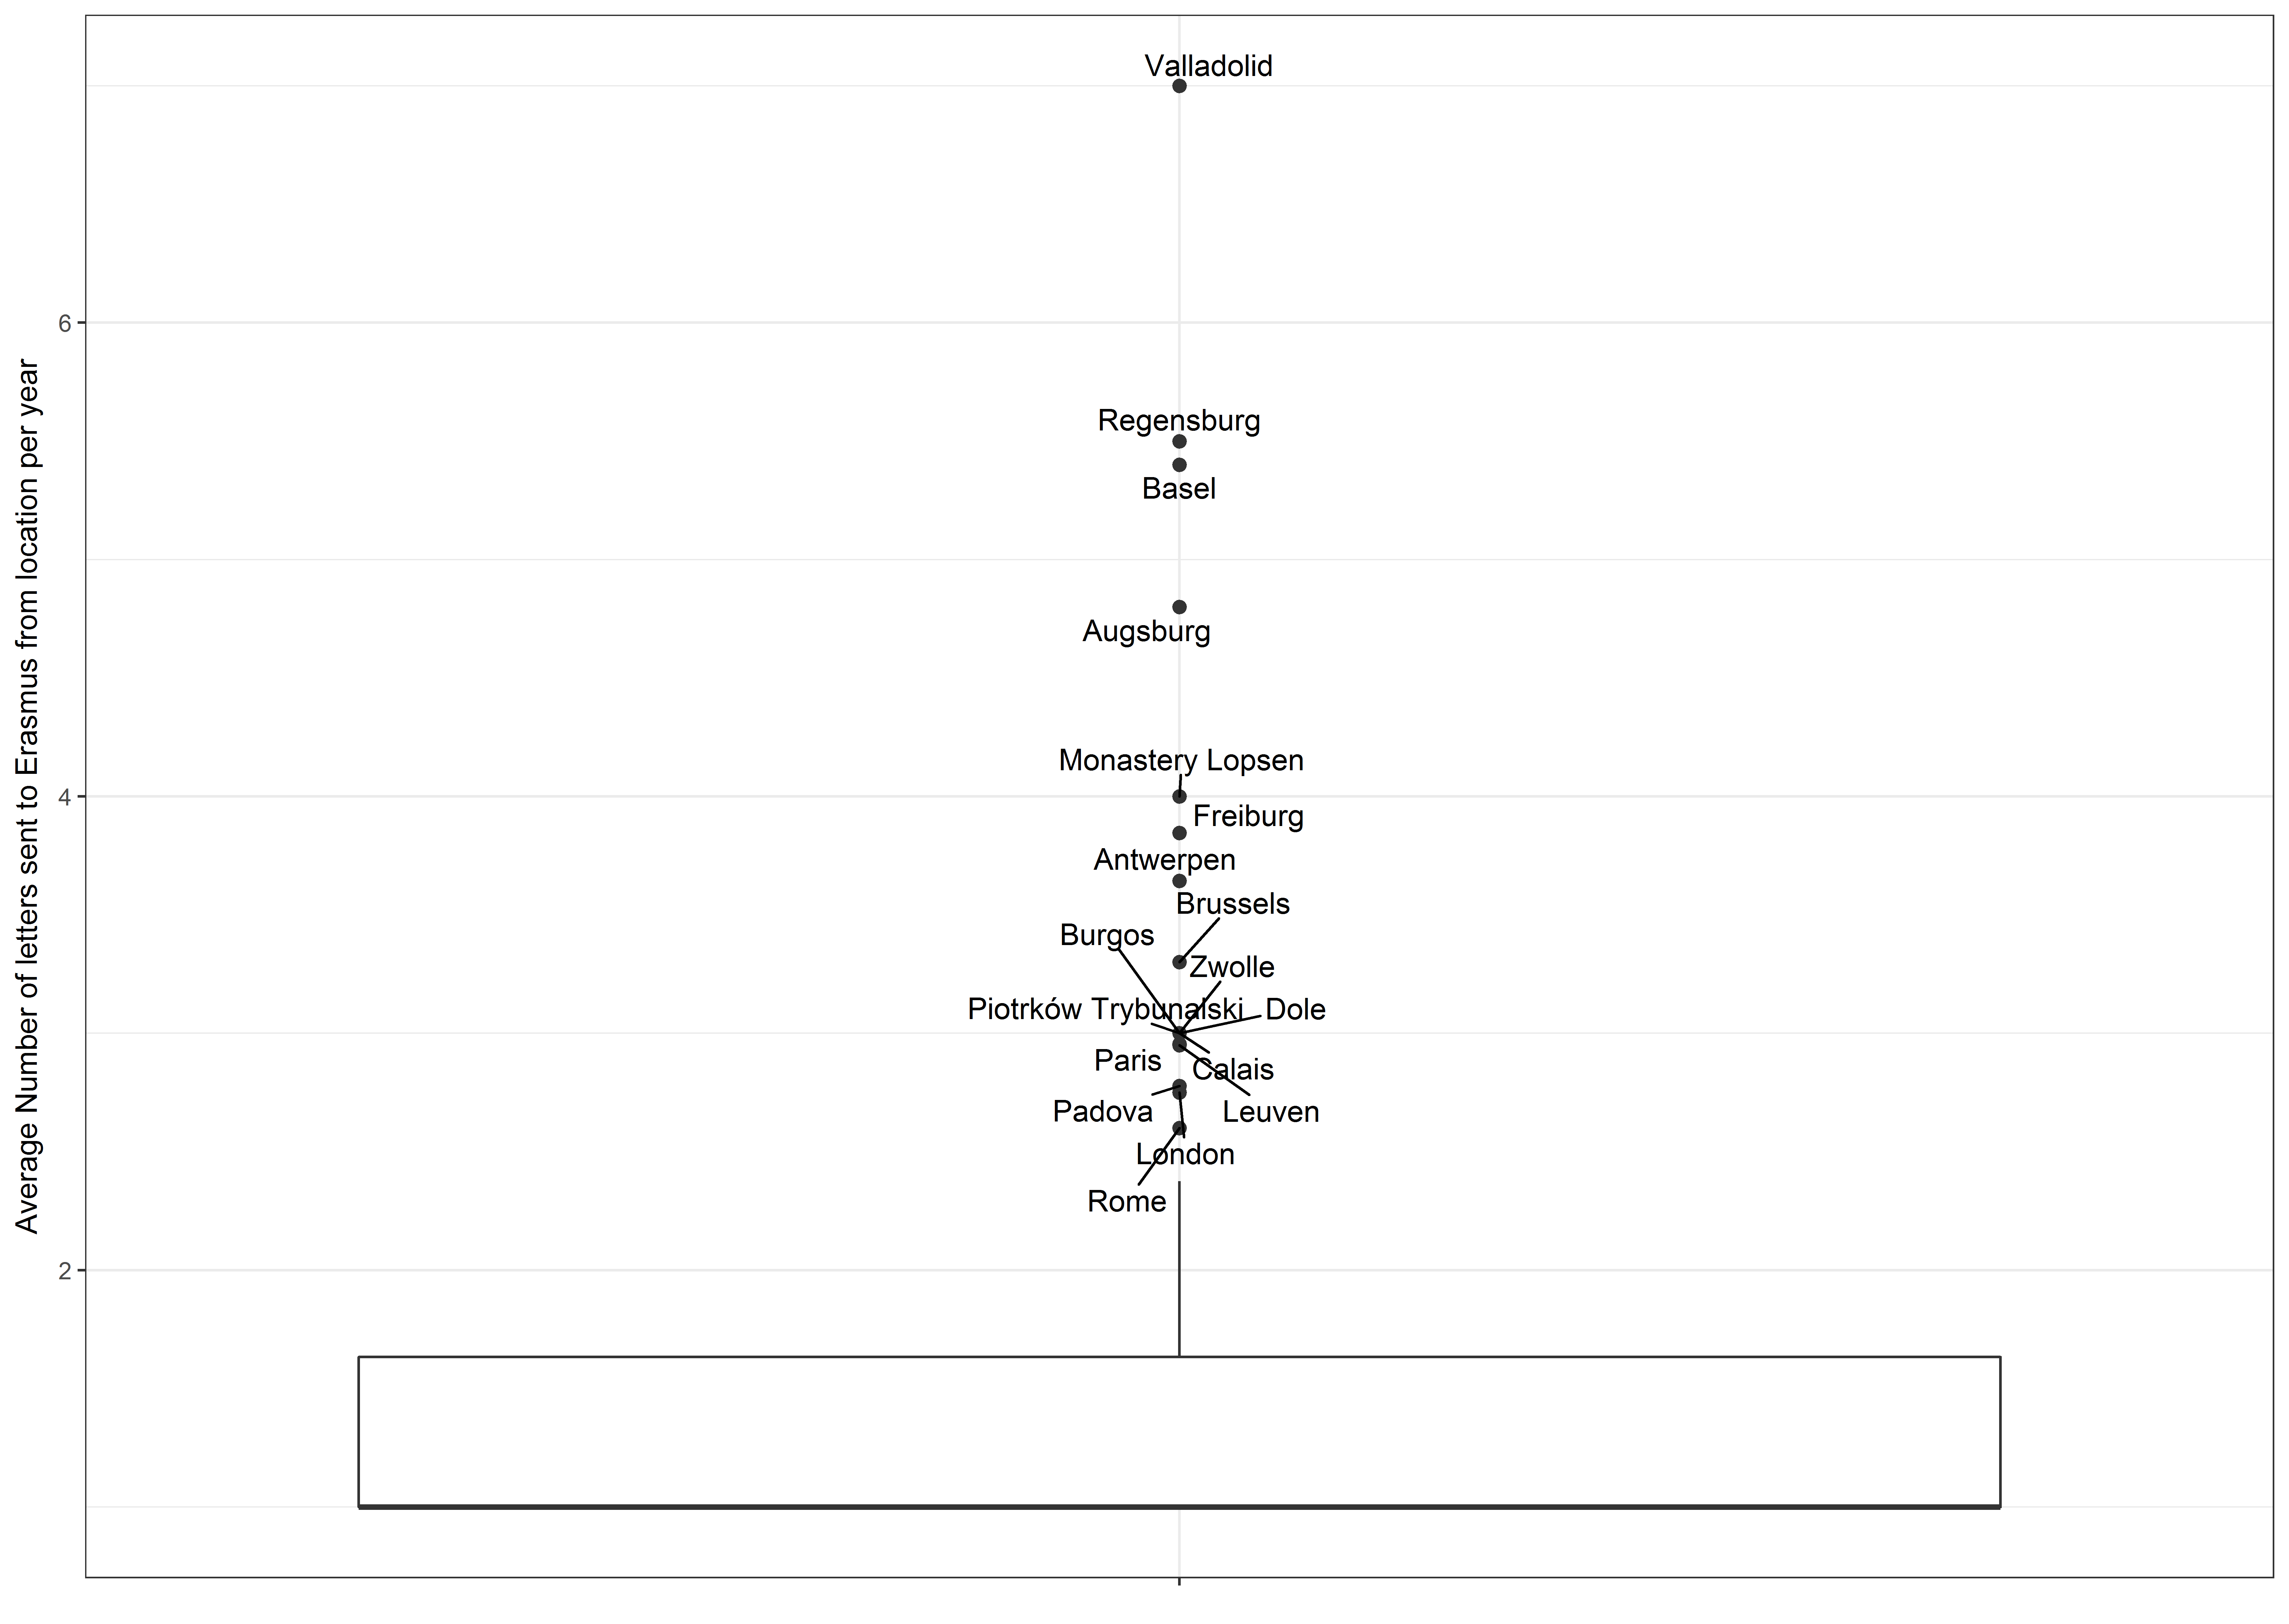 Valladolid
6
Regensburg
Basel
Augsburg
Monastery Lopsen
4
Freiburg
Antwerpen
Brussels
Burgos
Zwolle
Piotrków Trybunalski
Dole
Paris
Calais
Padova
Leuven
London
Rome
2
Average Number of letters sent to Erasmus from location per year